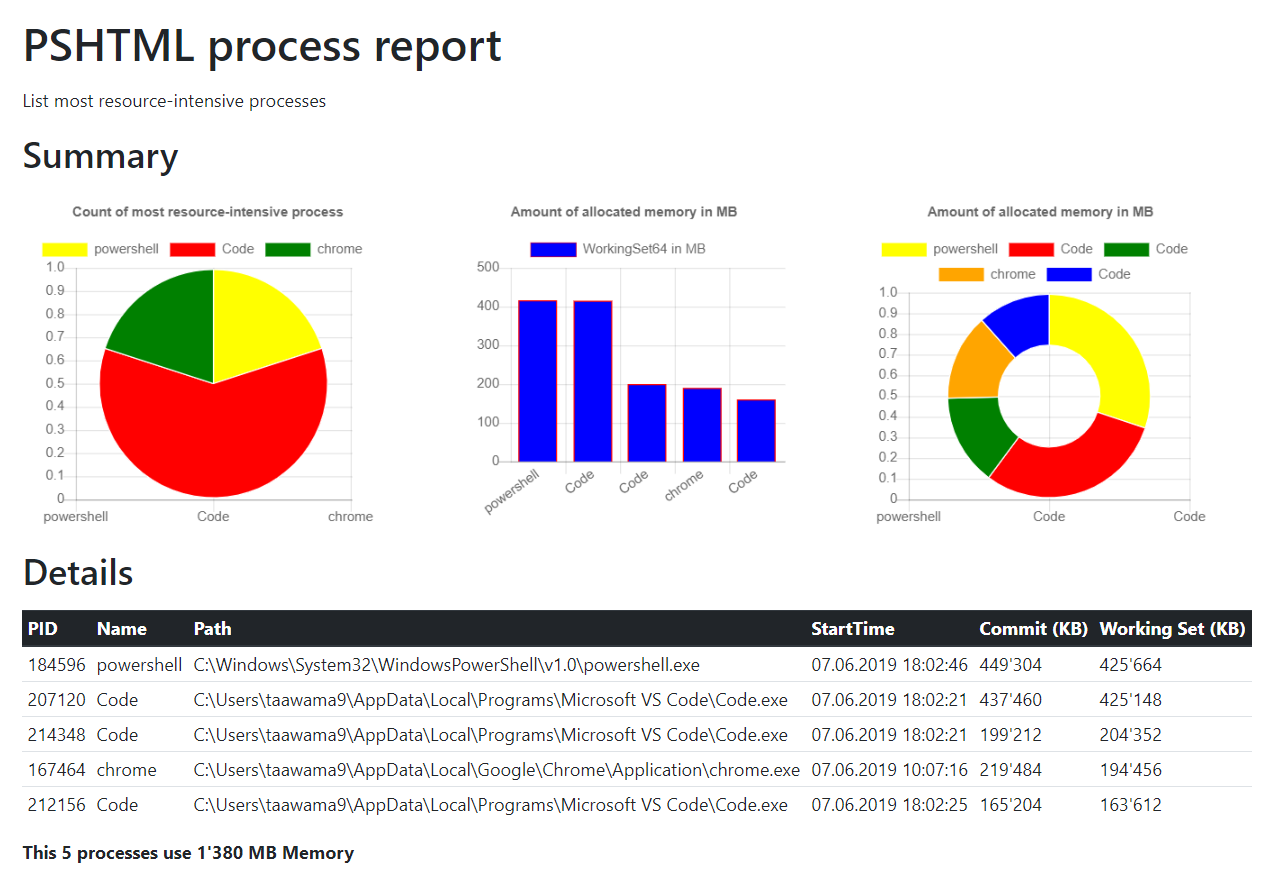 PSHTML process report
List most resource-intensive processes
Summary
Count of most resource-intensive process
powershell Code chrome
1.0
0.9
0.8
0.7
0.6
0.5
0.4
0.3
0.2
0.1
0
powershell Code chrome
Amount of allocated memory in MB
WorkingSet64 in MB
500
400
300
200
100
0
powershell Code Code chrome Code
Amount of allocated memory in MB
powershell Code Code
chrome Code
1.0
0.9
0.8
0.7
0.6
0.5
0.4
0.3
0.2
0.1
0
powershell Code Code
Details
PID Name Path StartTime Commit (KB) Working Set (KB)
184596 powershell C:\Windows\System32\WindowsPowerShell\v1.0\powershell.exe 07.06.2019 18:02:46 449'304 425'664
207120 Code C:\Users\taawama9\AppData\Local\Programs\Microsoft VS Code\Code.exe 07.06.2019 18:02:21 437'460 425'148
214348 Code C:\Users\taawama9\AppData\Local\Programs\Microsoft VS Code\Code.exe 07.06.2019 18:02:21 199'212 204'352
167464 chrome C:\Users\taawama9\AppData\Local\Google\Chrome\Application\chrome.exe 07.06.2019 10:07:16 219'484 194'456
212156 Code C:\Users\taawama9\AppData\Local\Programs\Microsoft VS Code\Code.exe 07.06.2019 18:02:25 165'204 163'612
This 5 processes use 1'380 MB Memory